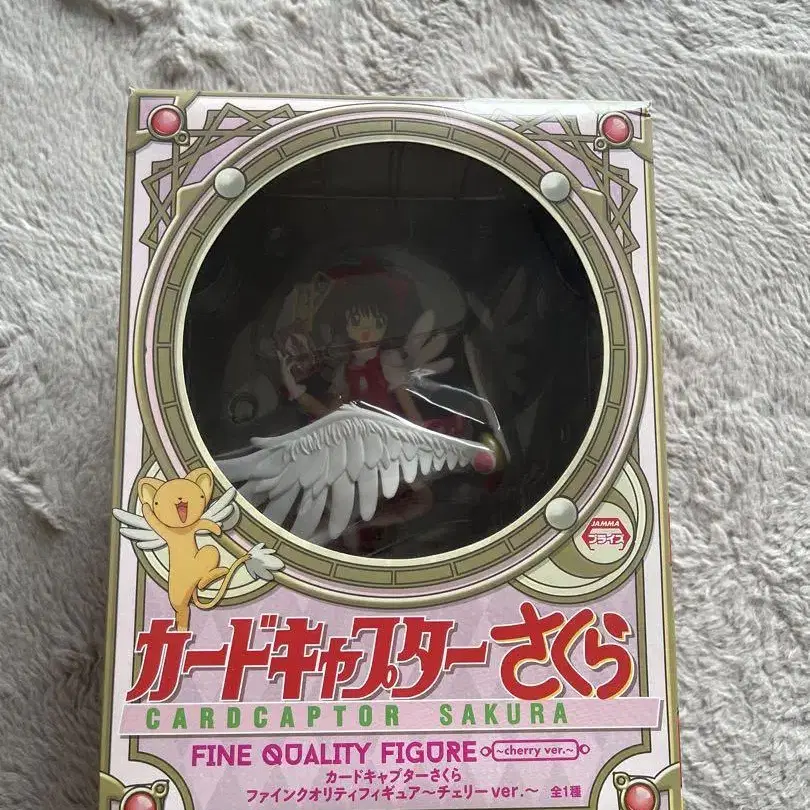 JAMMA
プライズ
カードキャプターさくら
CARDCAPTOR SAKURA
FINE QUALITY FIGURE ~cherry ver.~
カードキャプターさくら
ファインクオリティフィギュア～チェリーver.～ 全1種